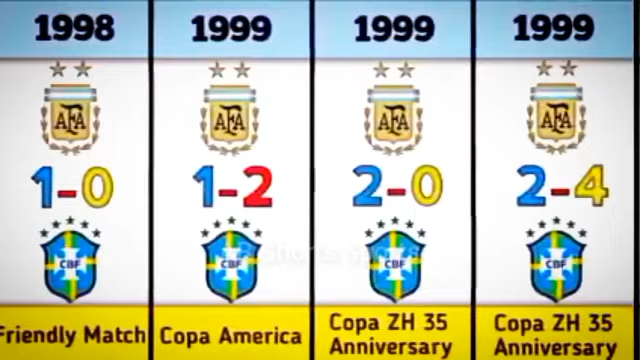 1998
1999
1999
1999
AFA
AFA
AFA
AFA
1-0
1-2
2-0
2-4
CBF
CBF
CBF
CBF
Friendly Match
Copa America
Copa ZH 35
Anniversary
Copa ZH 35
Anniversary